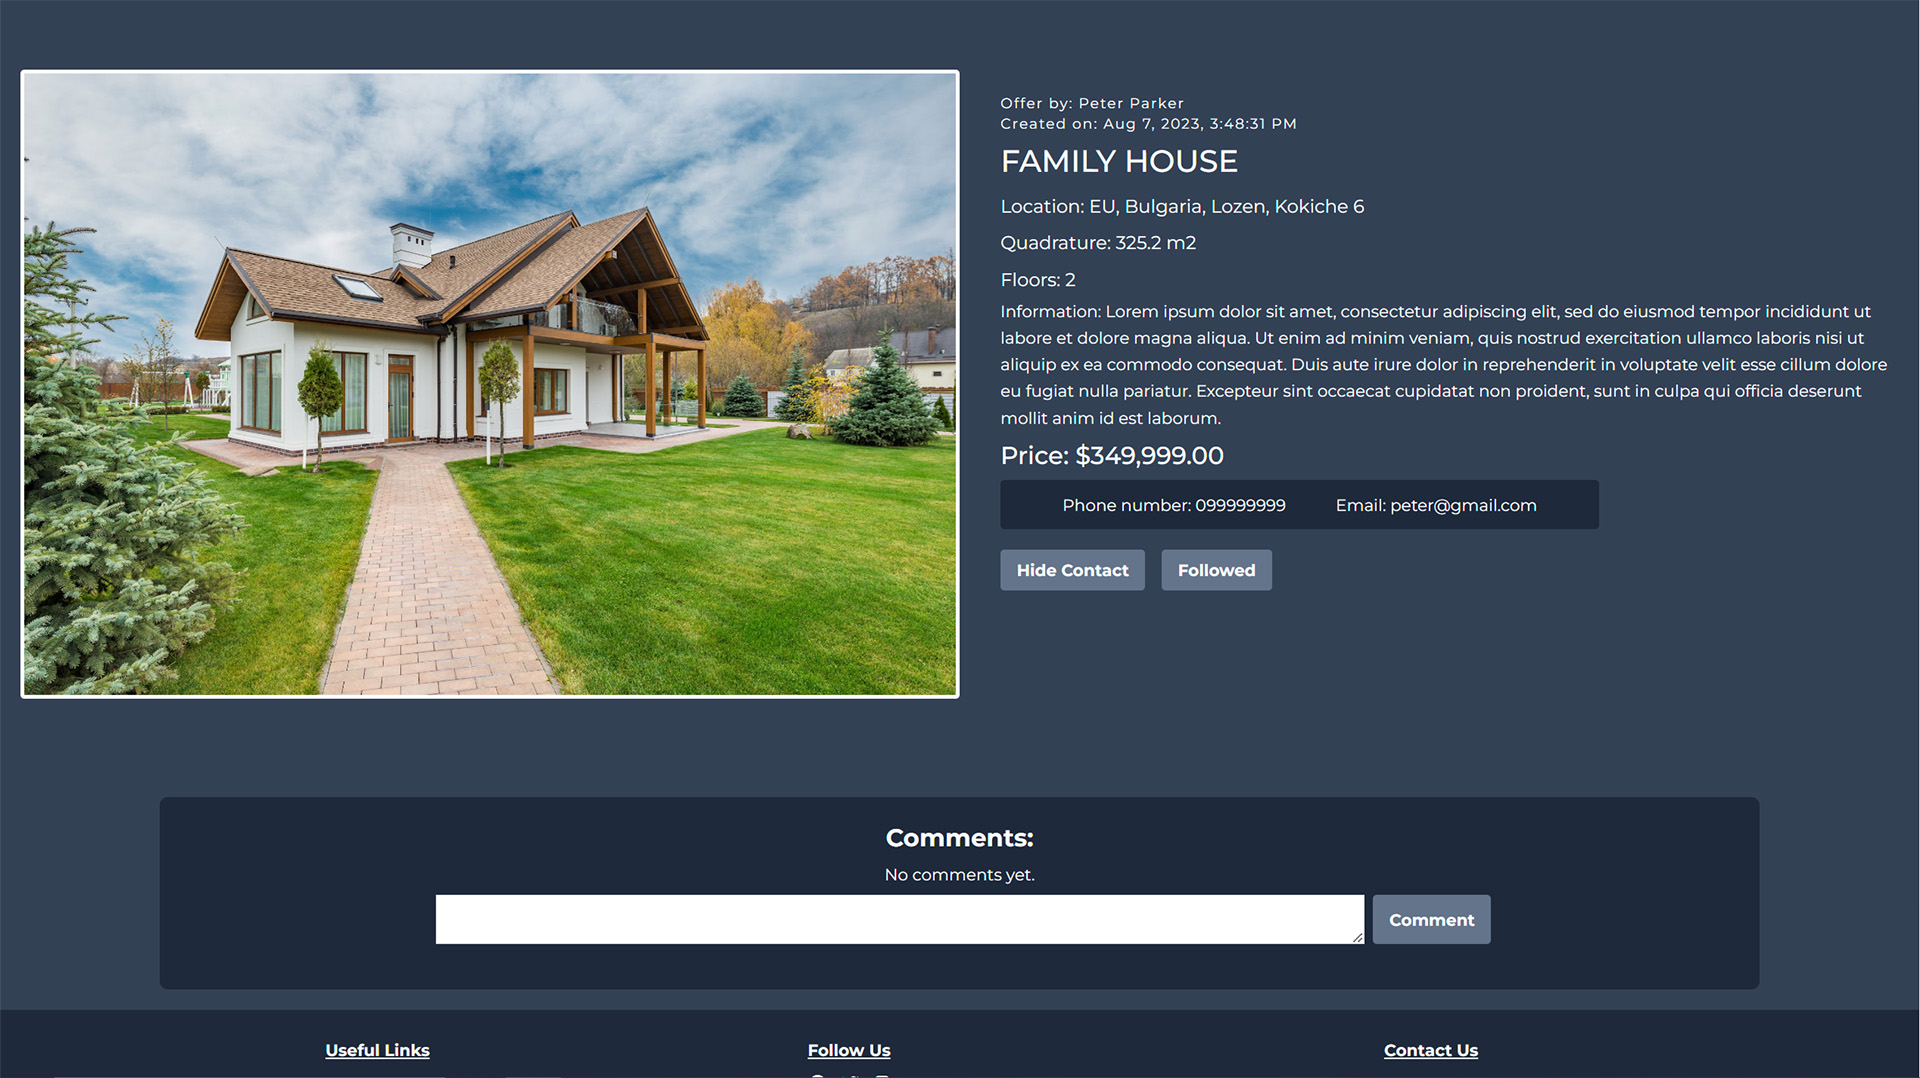 Offer by: Peter Parker
Created on: Aug 7, 2023, 3:48:31 PM
FAMILY HOUSE
Location: EU, Bulgaria, Lozen, Kokiche 6
Quadrature: 325.2 m2
Floors: 2
Information: Lorem ipsum dolor sit amet, consectetur adipiscing elit, sed do eiusmod tempor incididunt ut
labore et dolore magna aliqua. Ut enim ad minim veniam, quis nostrud exercitation ullamco laboris nisi ut
aliquip ex ea commodo consequat. Duis aute irure dolor in reprehenderit in voluptate velit esse cillum dolore
eu fugiat nulla pariatur. Excepteur sint occaecat cupidatat non proident, sunt in culpa qui officia deserunt
mollit anim id est laborum.
Price: $349,999.00
Phone number: 099999999 Email: peter@gmail.com
Hide Contact Followed
Comments:
No comments yet.
Comment
Useful Links Follow Us Contact Us